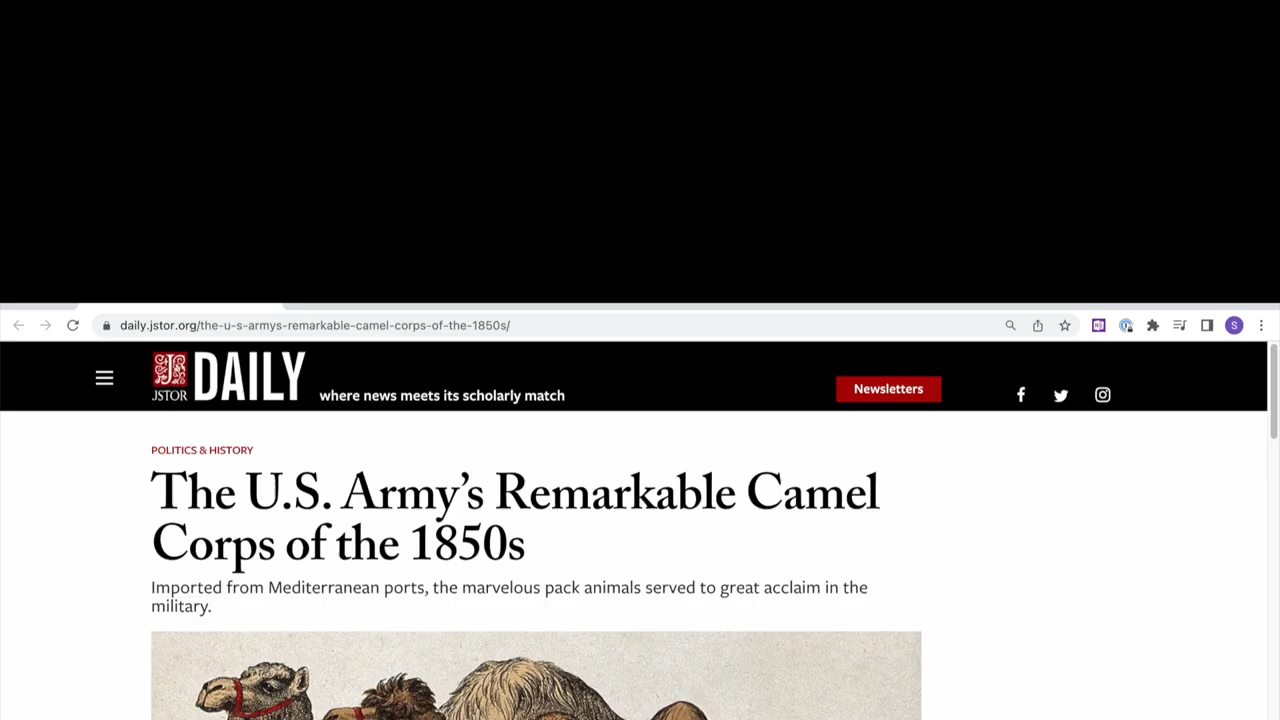 daily.jstor.org/the-u-s-armys-remarkable-camel-corps-of-the-1850s/
S
J
JSTOR
DAILY
where news meets its scholarly match
Newsletters
POLITICS & HISTORY
The U.S. Army’s Remarkable Camel
Corps of the 1850s
Imported from Mediterranean ports, the marvelous pack animals served to great acclaim in the
military.